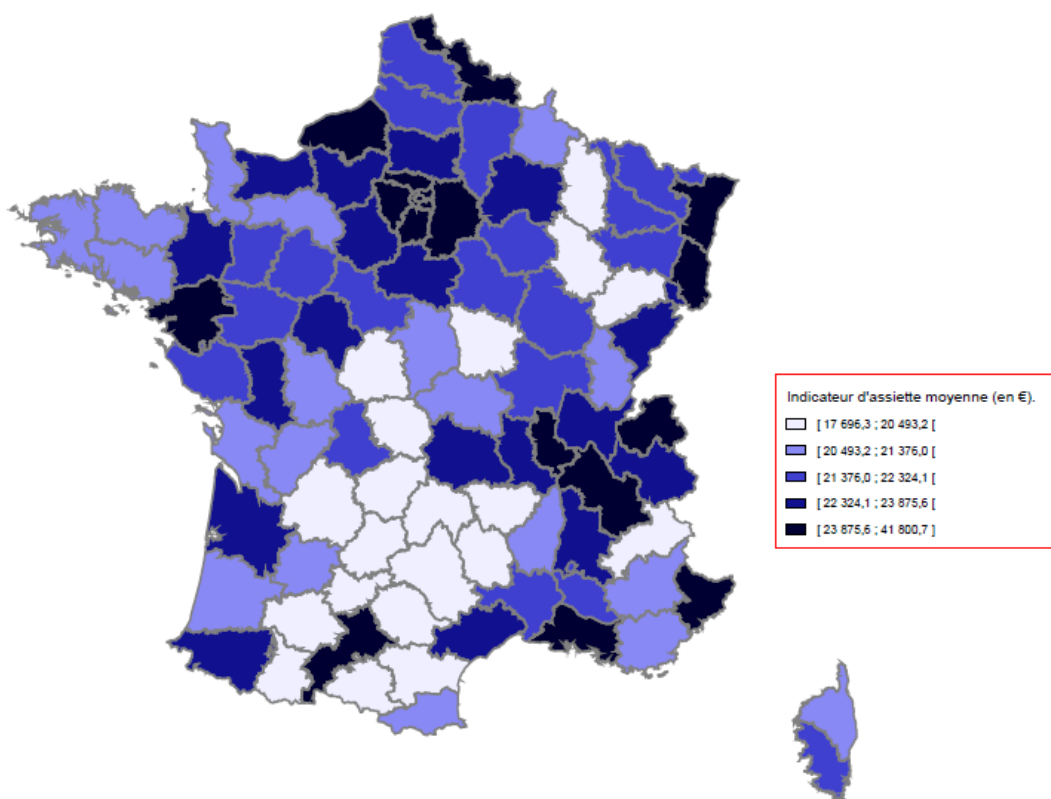 Indicateur d'assiette moyenne (en €).
[ 17 696,3 ; 20 493,2 [
[ 20 493,2 ; 21 376,0 [
[ 21 376,0 ; 22 324,1 [
[ 22 324,1 ; 23 875,6 [
[ 23 875,6 ; 41 800,7 ]